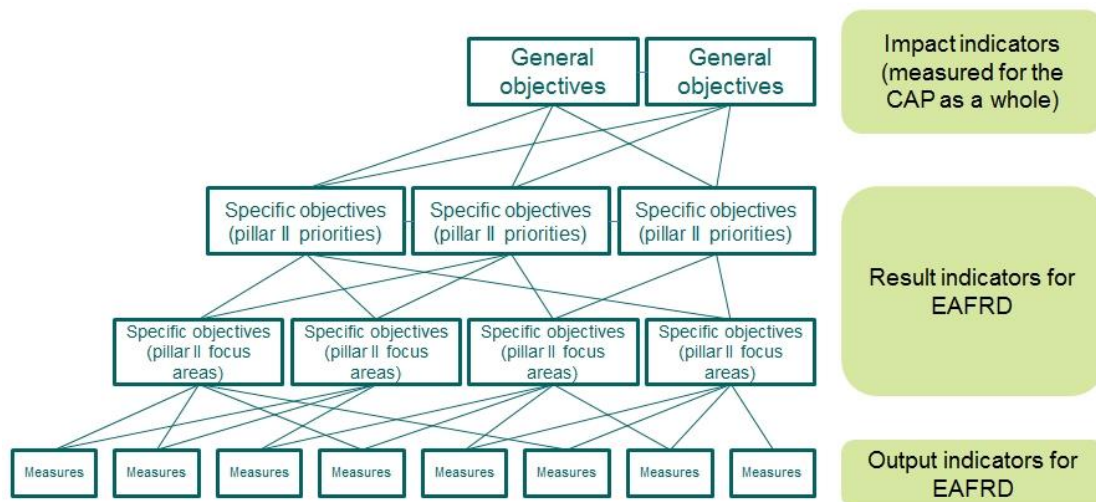 General
objectives
General
objectives
Impact indicators
(measured for the
CAP as a whole)
Specific objectives
(pillar II priorities)
Specific objectives
(pillar II priorities)
Specific objectives
(pillar II priorities)
Result indicators for
EAFRD
Specific objectives
(pillar II focus
areas)
Specific objectives
(pillar II focus
areas)
Specific objectives
(pillar II focus
areas)
Specific objectives
(pillar II focus
areas)
Measures
Measures
Measures
Measures
Measures
Measures
Measures
Measures
Output indicators for
EAFRD